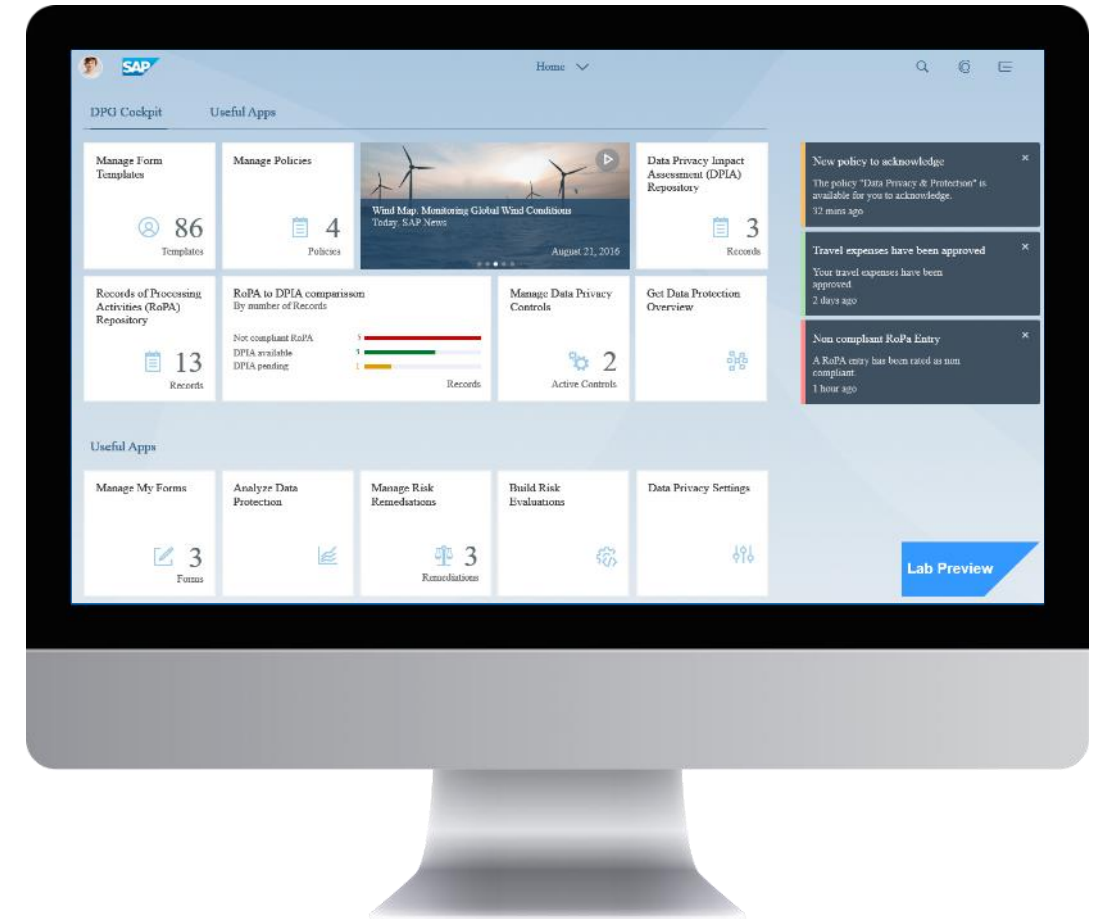 SAP
Home
DPG Cockpit
Useful Apps
Manage Form
Templates
86
Templates
Manage Policies
4
Policies
Wind Map. Monitoring Global Wind Conditions
Today, SAP News
August 21, 2016
Data Privacy Impact
Assessment (DPIA)
Repository
3
Records
Records of Processing
Activities (RoPA)
Repository
13
Records
RoPA to DPIA comparisson
By number of Records
Not compliant RoPA
DPIA available
DPIA pending
Records
Manage Data Privacy
Controls
2
Active Controls
Get Data Protection
Overview
New policy to acknowledge
The policy "Data Privacy & Protection" is
available for you to acknowledge.
32 mins ago
Travel expenses have been approved
Your travel expenses have been
approved
2 days ago
Non compliant RoPa Entry
A RoPA entry has been rated as non
compliant.
1 hour ago
Useful Apps
Manage My Forms
3
Forms
Analyze Data
Protection
Manage Risk
Remediations
3
Remediations
Build Risk
Evaluations
Data Privacy Settings
Lab Preview